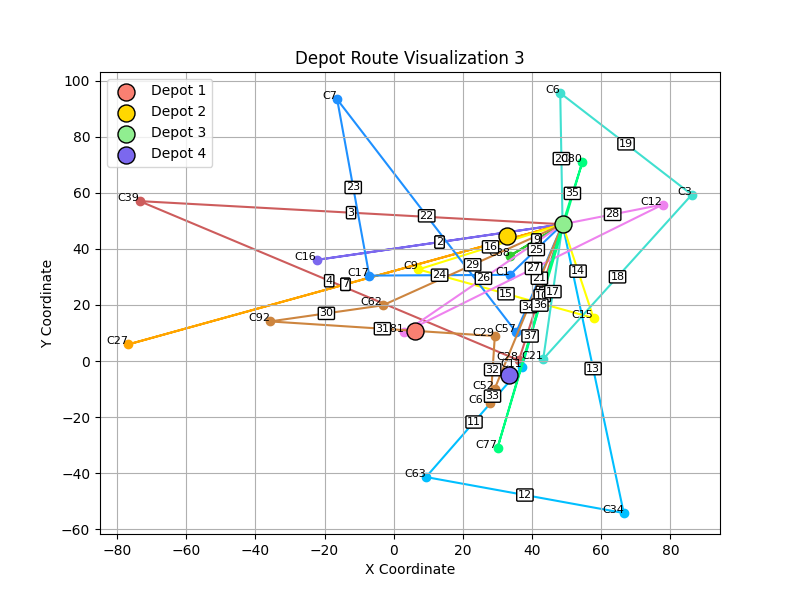 Depot Route Visualization 3
Depot 1
Depot 2
Depot 3
Depot 4
Y Coordinate
X Coordinate
100
80
60
40
20
0
−20
−40
−60
−80
−60
−40
−20
0
20
40
60
80
C7
C6
C39
C3
C12
C16
C17
C9
C1
C62
C92
C27
C15
C57
C29
C28
C21
C52
C77
C63
C34
2
3
4
7
9
11
12
13
14
15
16
17
18
19
20
21
22
23
24
25
26
27
28
29
30
31
32
33
34
35
36
37